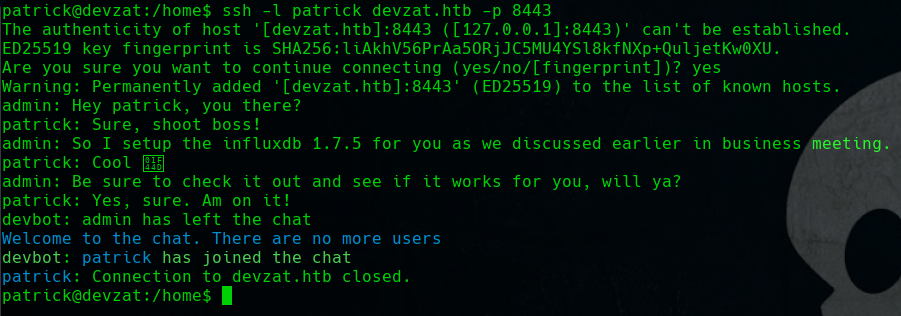 patrick@devzat:/home$ ssh -l patrick devzat.htb -p 8443
The authenticity of host '[devzat.htb]:8443 ([127.0.0.1]:8443)' can't be established.
ED25519 key fingerprint is SHA256:liAkhV56PrAa5ORjJC5MU4YSl8kfNXp+QuljetKw0XU.
Are you sure you want to continue connecting (yes/no/[fingerprint])? yes
Warning: Permanently added '[devzat.htb]:8443' (ED25519) to the list of known hosts.
admin: Hey patrick, you there?
patrick: Sure, shoot boss!
admin: So I setup the influxdb 1.7.5 for you as we discussed earlier in business meeting.
patrick: Cool 👍
admin: Be sure to check it out and see if it works for you, will ya?
patrick: Yes, sure. Am on it!
devbot: admin has left the chat
Welcome to the chat. There are no more users
devbot: patrick has joined the chat
patrick: Connection to devzat.htb closed.
patrick@devzat:/home$